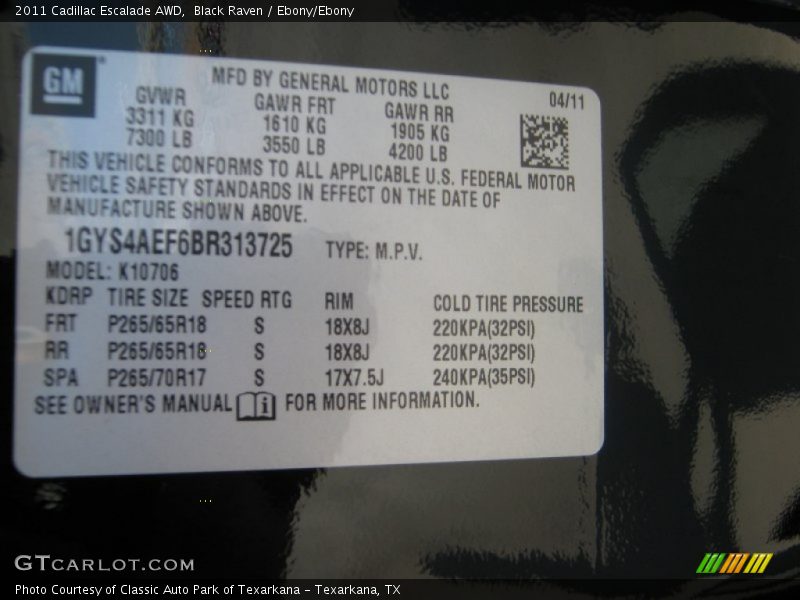 2011 Cadillac Escalade AWD,  Black Raven / Ebony/Ebony
GM
MFD BY GENERAL MOTORS LLC
GVWR GAWR FRT GAWR RR 04/11
3311 KG 1610 KG 1905 KG
7300 LB 3550 LB 4200 LB
THIS VEHICLE CONFORMS TO ALL APPLICABLE U.S. FEDERAL MOTOR
VEHICLE SAFETY STANDARDS IN EFFECT ON THE DATE OF
MANUFACTURE SHOWN ABOVE.
1GYS4AEF6BR313725 TYPE: M.P.V.
MODEL: K10706
KDRP TIRE SIZE SPEED RTG RIM COLD TIRE PRESSURE
FRT P265/65R18 S 18X8J 220KPA(32PSI)
RR P265/65R18 S 18X8J 220KPA(32PSI)
SPA P265/70R17 S 17X7.5J 240KPA(35PSI)
SEE OWNER'S MANUAL i FOR MORE INFORMATION.
GTCARLOT.COM
Photo Courtesy of Classic Auto Park of Texarkana – Texarkana, TX